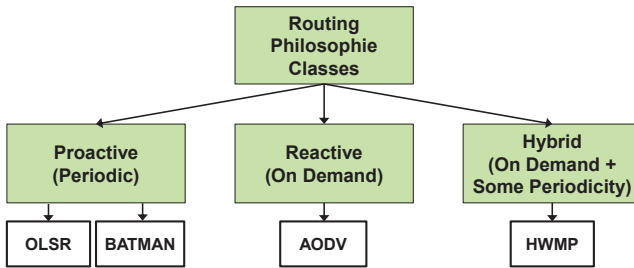 Routing
Philosophie
Classes
Proactive
(Periodic)
Reactive
(On Demand)
Hybrid
(On Demand +
Some Periodicity)
OLSR
BATMAN
AODV
HWMP